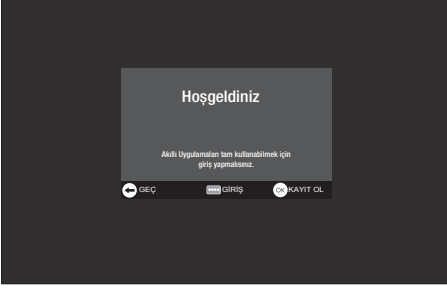 Hoşgeldiniz
Akıllı Uygulamaları tam kullanabilmek için
giriş yapmalısınız.
GEÇ GİRİŞ OK KAYIT OL